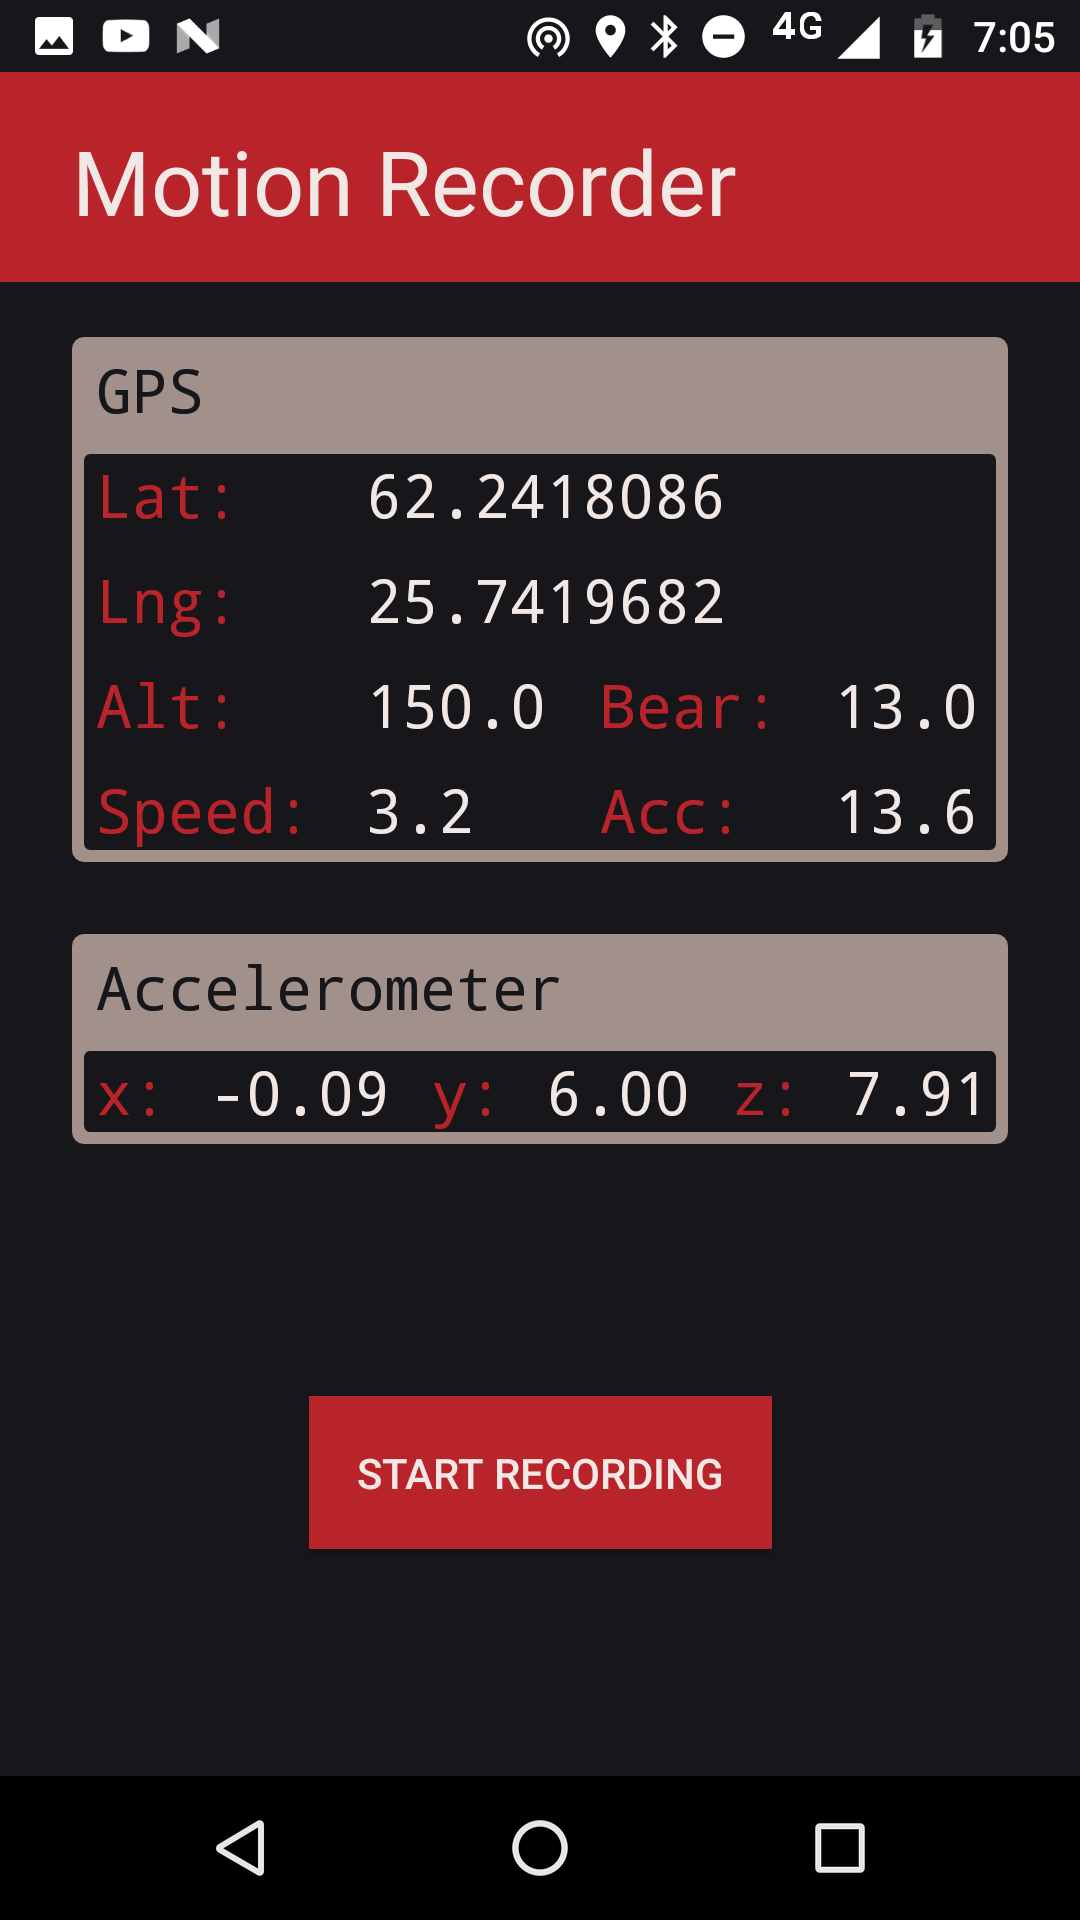 4G 7:05
Motion Recorder
GPS
Lat: 62.2418086
Lng: 25.7419682
Alt: 150.0 Bear: 13.0
Speed: 3.2 Acc: 13.6
Accelerometer
x: -0.09 y: 6.00 z: 7.91
START RECORDING